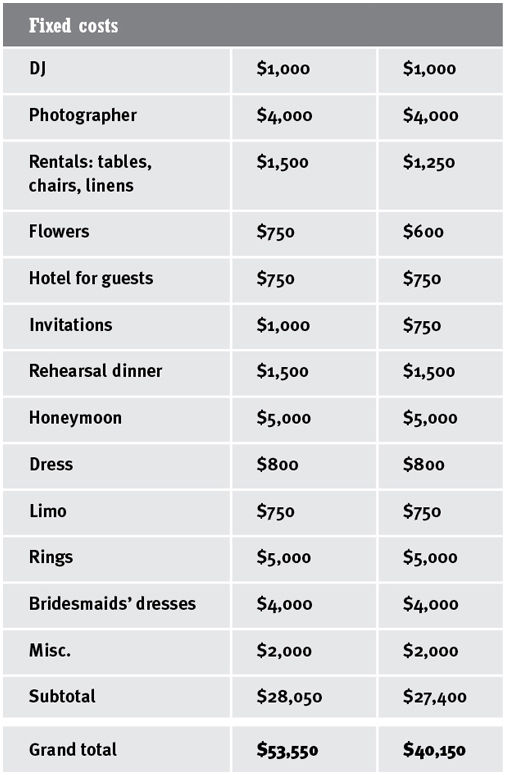 Fixed costs
DJ $1,000 $1,000
Photographer $4,000 $4,000
Rentals: tables, $1,500 $1,250
chairs, linens
Flowers $750 $600
Hotel for guests $750 $750
Invitations $1,000 $750
Rehearsal dinner $1,500 $1,500
Honeymoon $5,000 $5,000
Dress $800 $800
Limo $750 $750
Rings $5,000 $5,000
Bridesmaids’ dresses $4,000 $4,000
Misc. $2,000 $2,000
Subtotal $28,050 $27,400
Grand total $53,550 $40,150